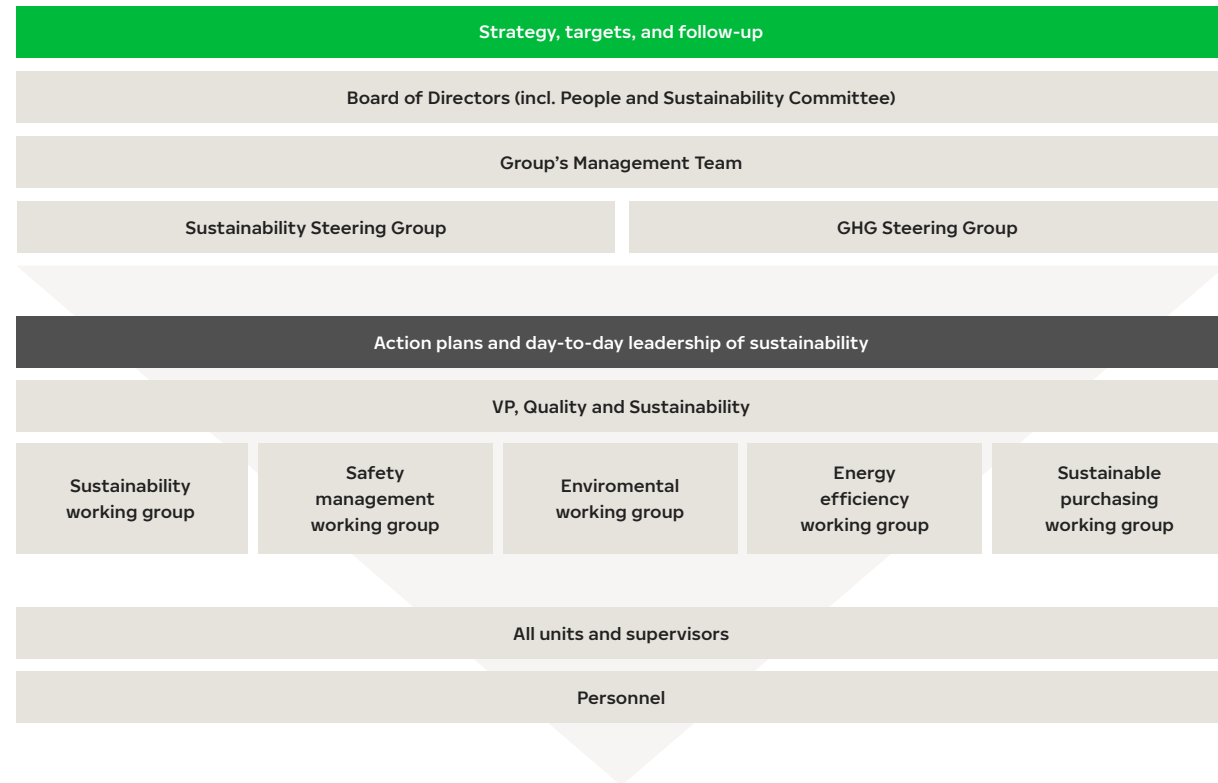 Strategy, targets, and follow-up
Board of Directors (incl. People and Sustainability Committee)
Group’s Management Team
Sustainability Steering Group
GHG Steering Group
Action plans and day-to-day leadership of sustainability
VP, Quality and Sustainability
Sustainability
working group
Safety
management
working group
Enviromental
working group
Energy
efficiency
working group
Sustainable
purchasing
working group
All units and supervisors
Personnel